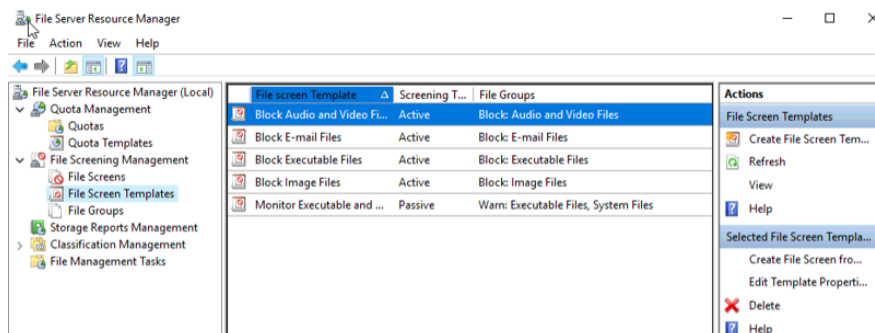 File Server Resource Manager
File Action View Help
File Server Resource Manager (Local)
Quota Management
Quotas
Quota Templates
File Screening Management
File Screens
File Screen Templates
File Groups
Storage Reports Management
Classification Management
File Management Tasks
File screen Template Screening T... File Groups
Block Audio and Video Fi... Active Block: Audio and Video Files
Block E-mail Files Active Block: E-mail Files
Block Executable Files Active Block: Executable Files
Block Image Files Active Block: Image Files
Monitor Executable and ... Passive Warn: Executable Files, System Files
Actions
File Screen Templates
Create File Screen Tem...
Refresh
View
Help
Selected File Screen Templa...
Create File Screen fro...
Edit Template Properti...
Delete
Help